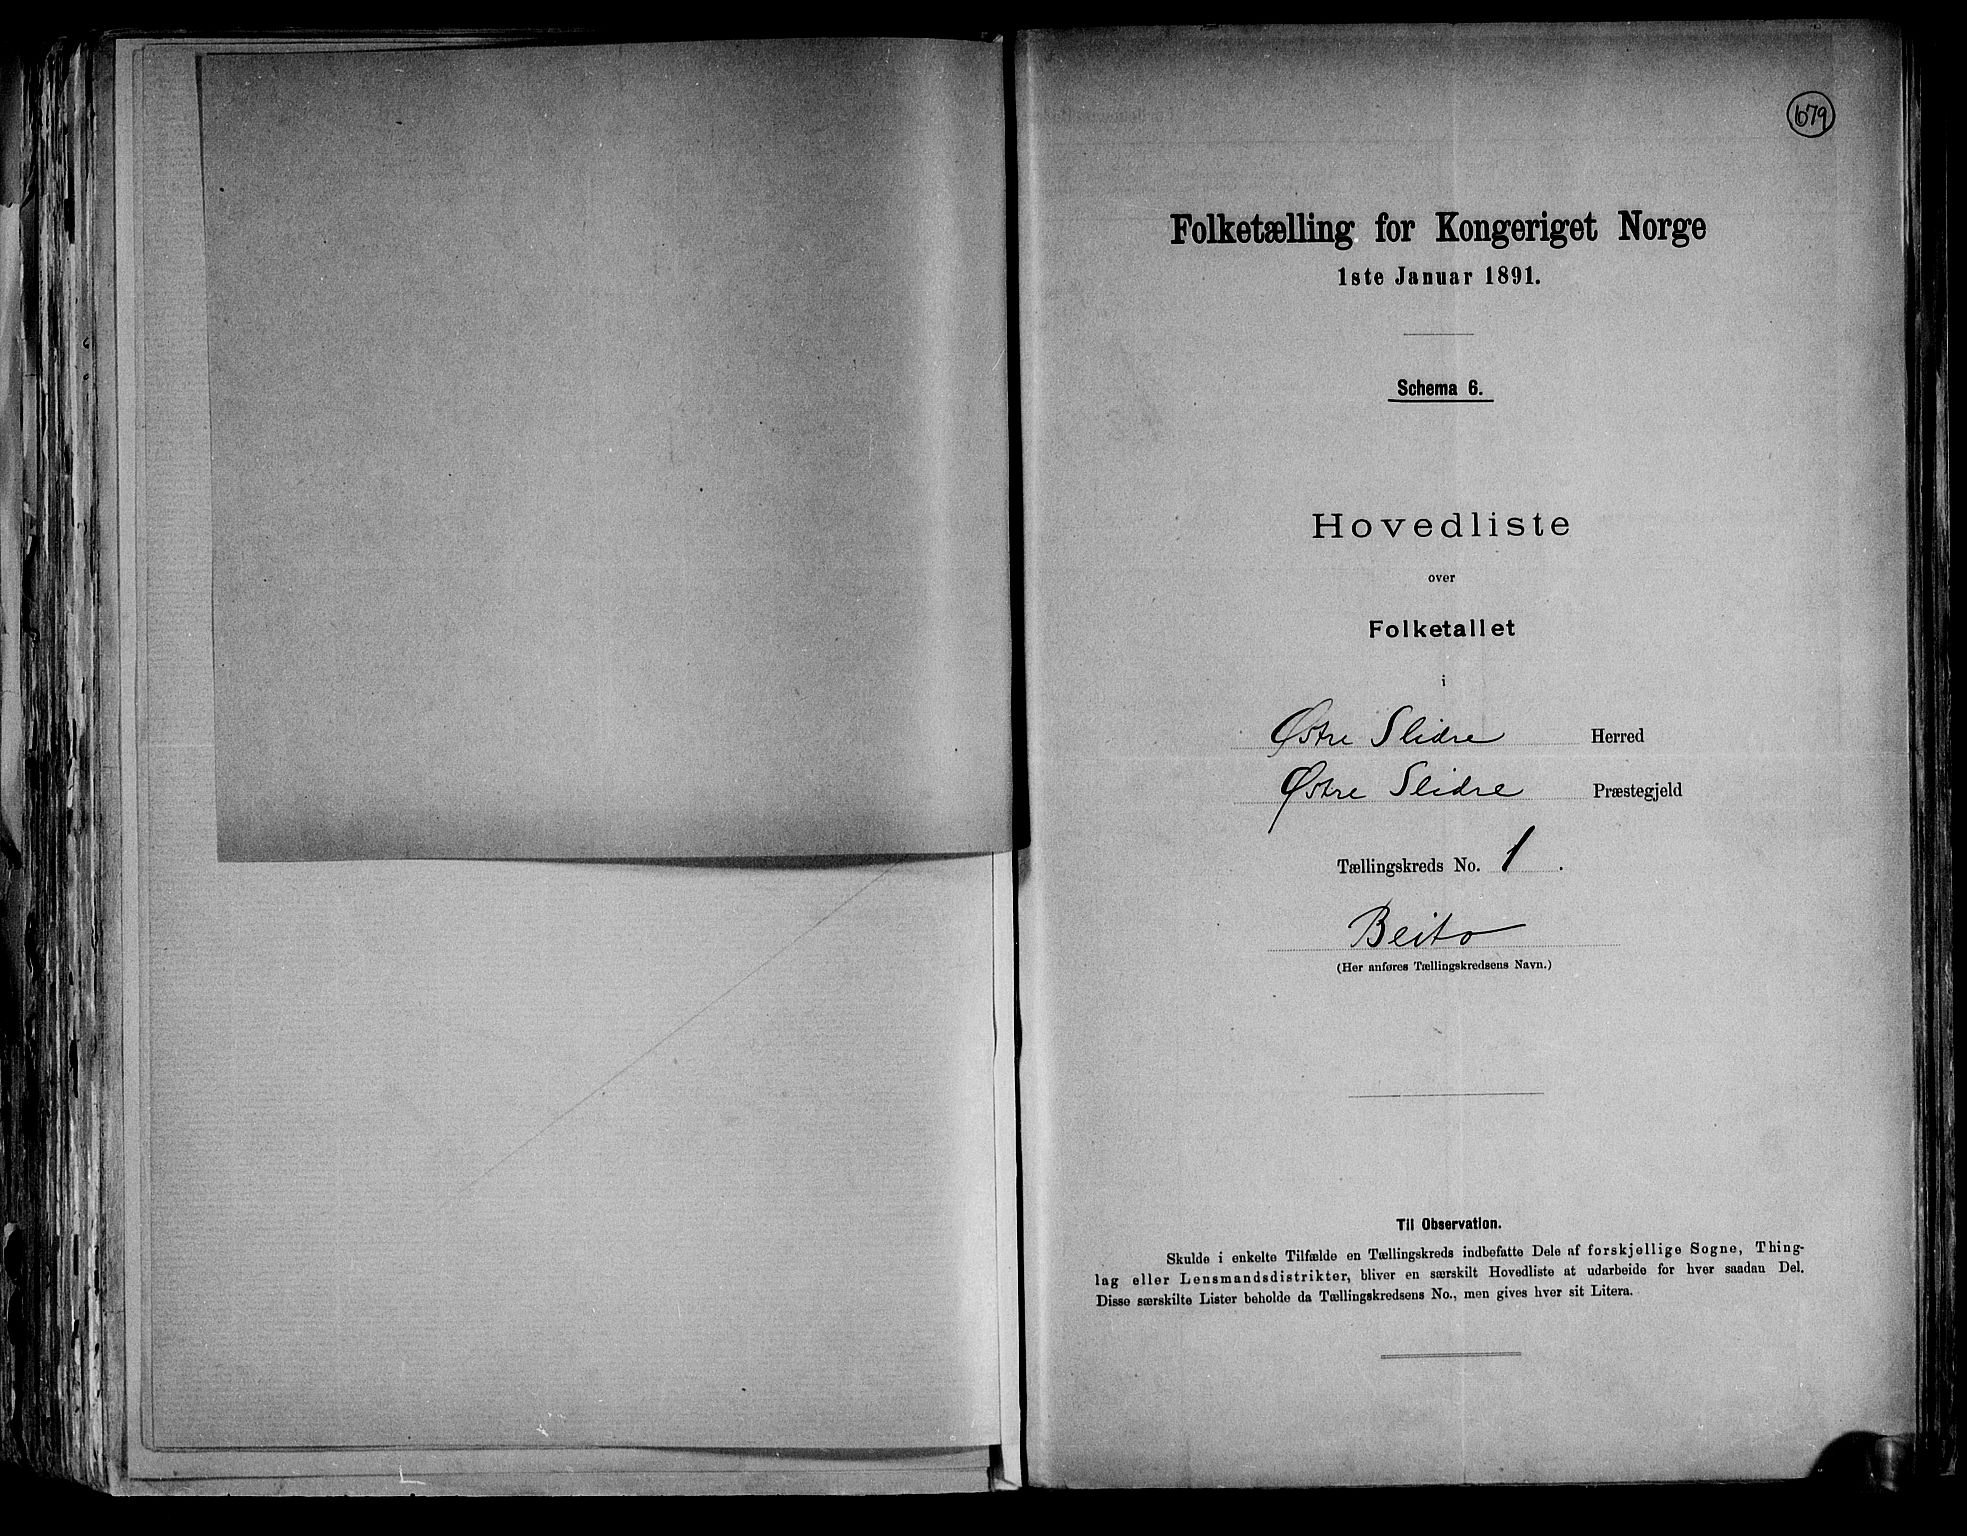 679
Folketælling for Kongeriget Norge
1ste Januar 1891.
Schema 6.
Hovedliste
over
Folketallet
i
Østre Slidre Herred
Østre Slidre Præstegjeld
Tællingskreds No. 1.
Beito
(Her anføres Tællingskredsens Navn.)
Til Observation.
Skulde i enkelte Tilfælde en Tællingskreds indbefatte Dele af forskjellige Sogne, Thing-
lag eller Lensmandsdistrikter, bliver en særskilt Hovedliste at udarbeide for hver saadan Del.
Disse særskilte Lister beholde da Tællingskredsens No., men gives hver sit Litera.